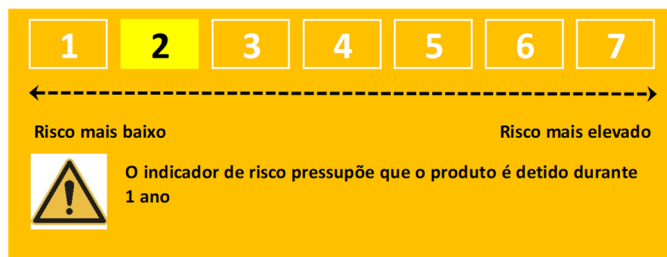 1 2 3 4 5 6 7
Risco mais baixo Risco mais elevado
O indicador de risco pressupõe que o produto é detido durante
1 ano